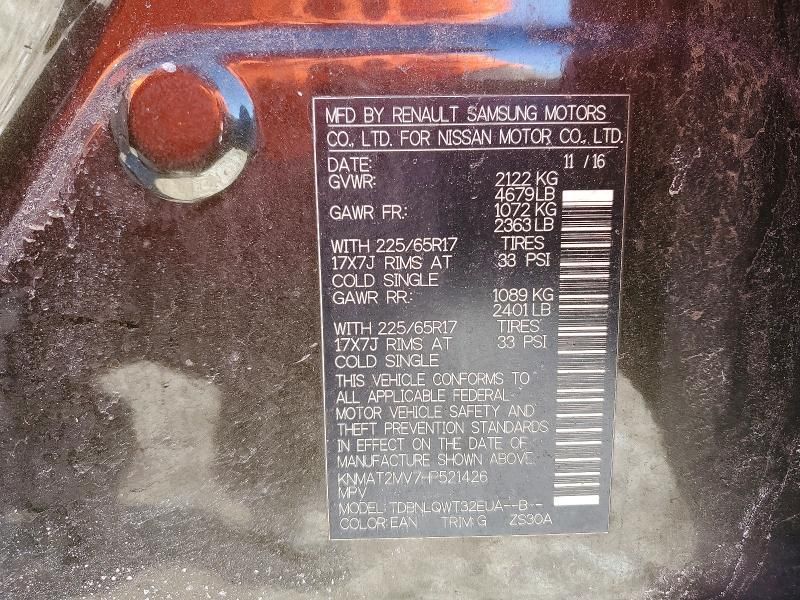 MFD BY RENAULT SAMSUNG MOTORS
CO., LTD. FOR NISSAN MOTOR CO., LTD.
DATE: 11 / 16
GVWR: 2122 KG
4679LB
GAWR FR.: 1072 KG
2363 LB
WITH 225/65R17 TIRES
17X7J RIMS AT 33 PSI
COLD SINGLE
GAWR RR.: 1089 KG
2401 LB
WITH 225/65R17 TIRES
17X7J RIMS AT 33 PSI
COLD SINGLE
THIS VEHICLE CONFORMS TO
ALL APPLICABLE FEDERAL
MOTOR VEHICLE SAFETY AND
THEFT PREVENTION STANDARDS
IN EFFECT ON THE DATE OF
MANUFACTURE SHOWN ABOVE.
KNMAT2MV7HP521426
MPV
MODEL: TDBNLQWT32EUA--B--
COLOR:EAN TRIM:G ZS30A